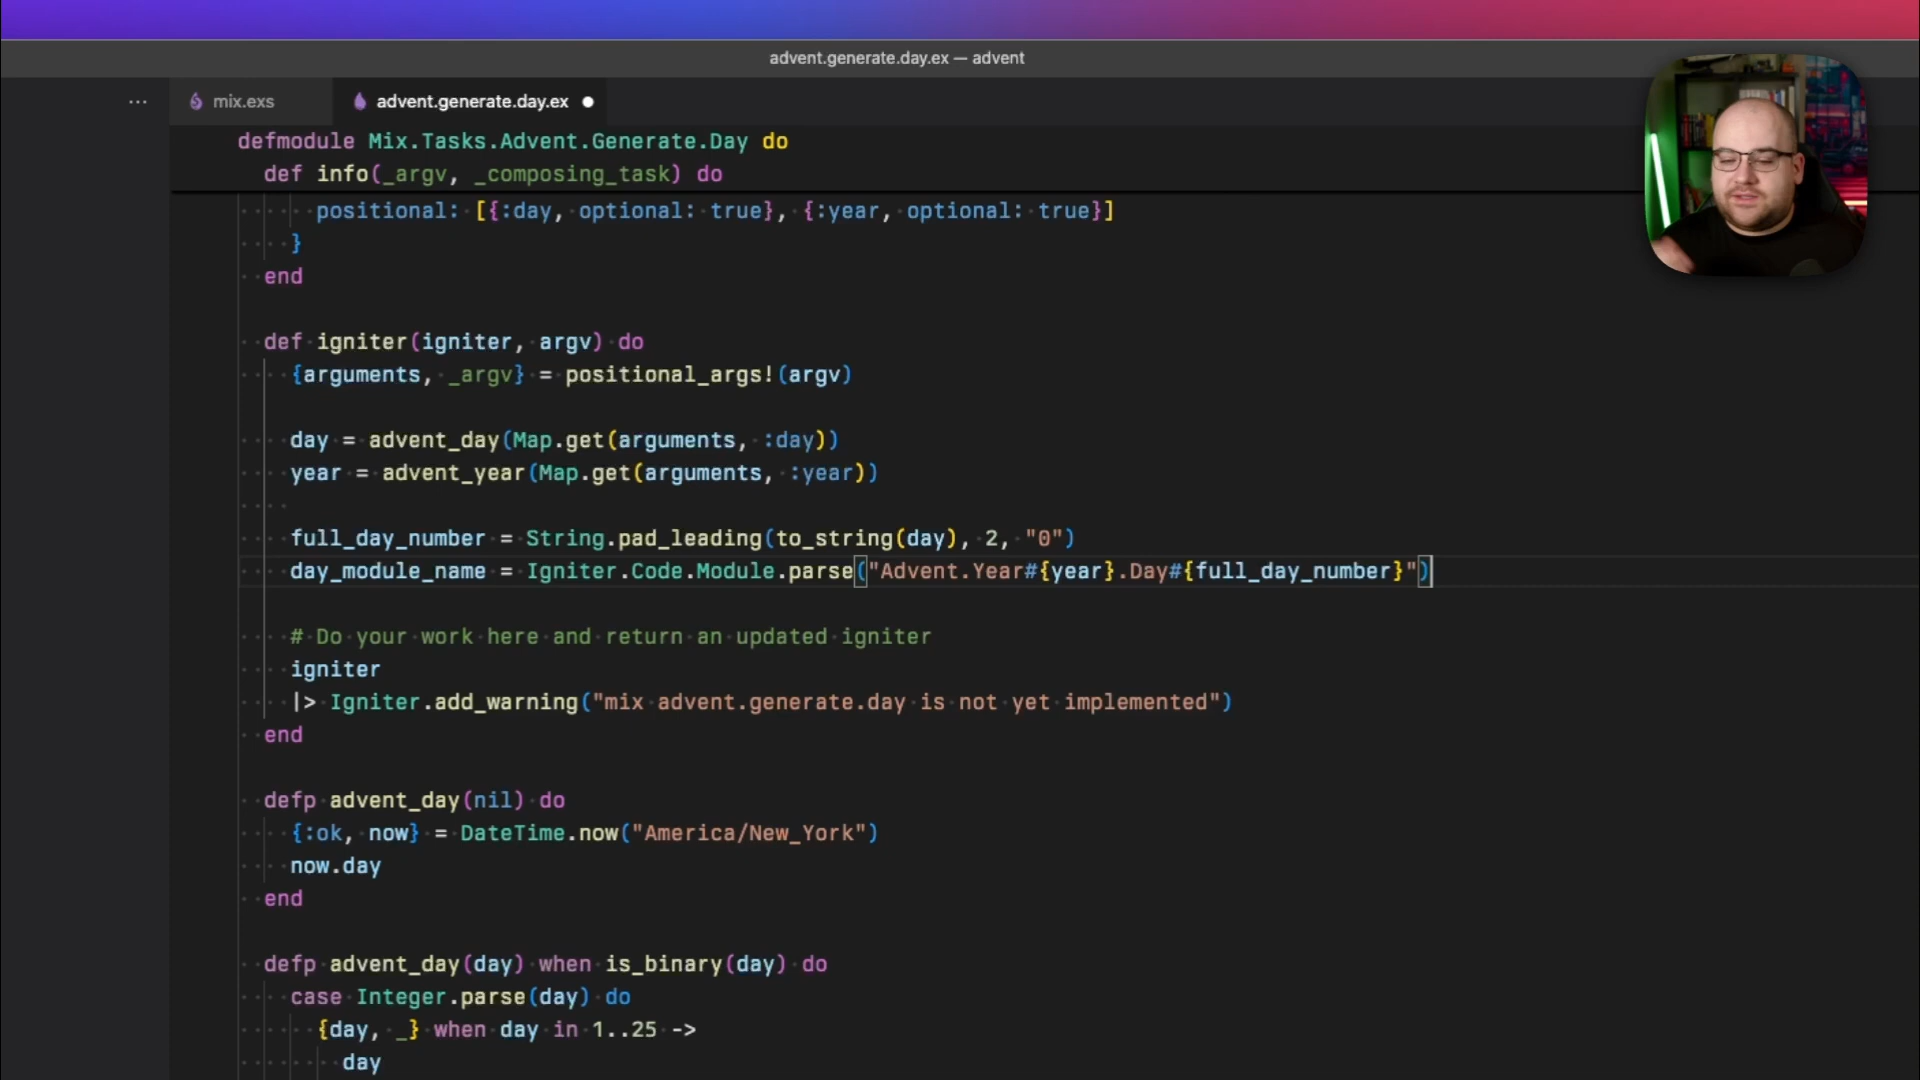 advent.generate.day.ex — advent
... mix.exs advent.generate.day.ex
defmodule Mix.Tasks.Advent.Generate.Day do
def info(_argv, _composing_task) do
positional: [{:day, optional: true}, {:year, optional: true}]
}
end
def igniter(igniter, argv) do
{arguments, _argv} = positional_args!(argv)
day = advent_day(Map.get(arguments, :day))
year = advent_year(Map.get(arguments, :year))
full_day_number = String.pad_leading(to_string(day), 2, "0")
day_module_name = Igniter.Code.Module.parse("Advent.Year#{year}.Day#{full_day_number}")
# Do your work here and return an updated igniter
igniter
|> Igniter.add_warning("mix advent.generate.day is not yet implemented")
end
defp advent_day(nil) do
{:ok, now} = DateTime.now("America/New_York")
now.day
end
defp advent_day(day) when is_binary(day) do
case Integer.parse(day) do
{day, _} when day in 1..25 ->
day